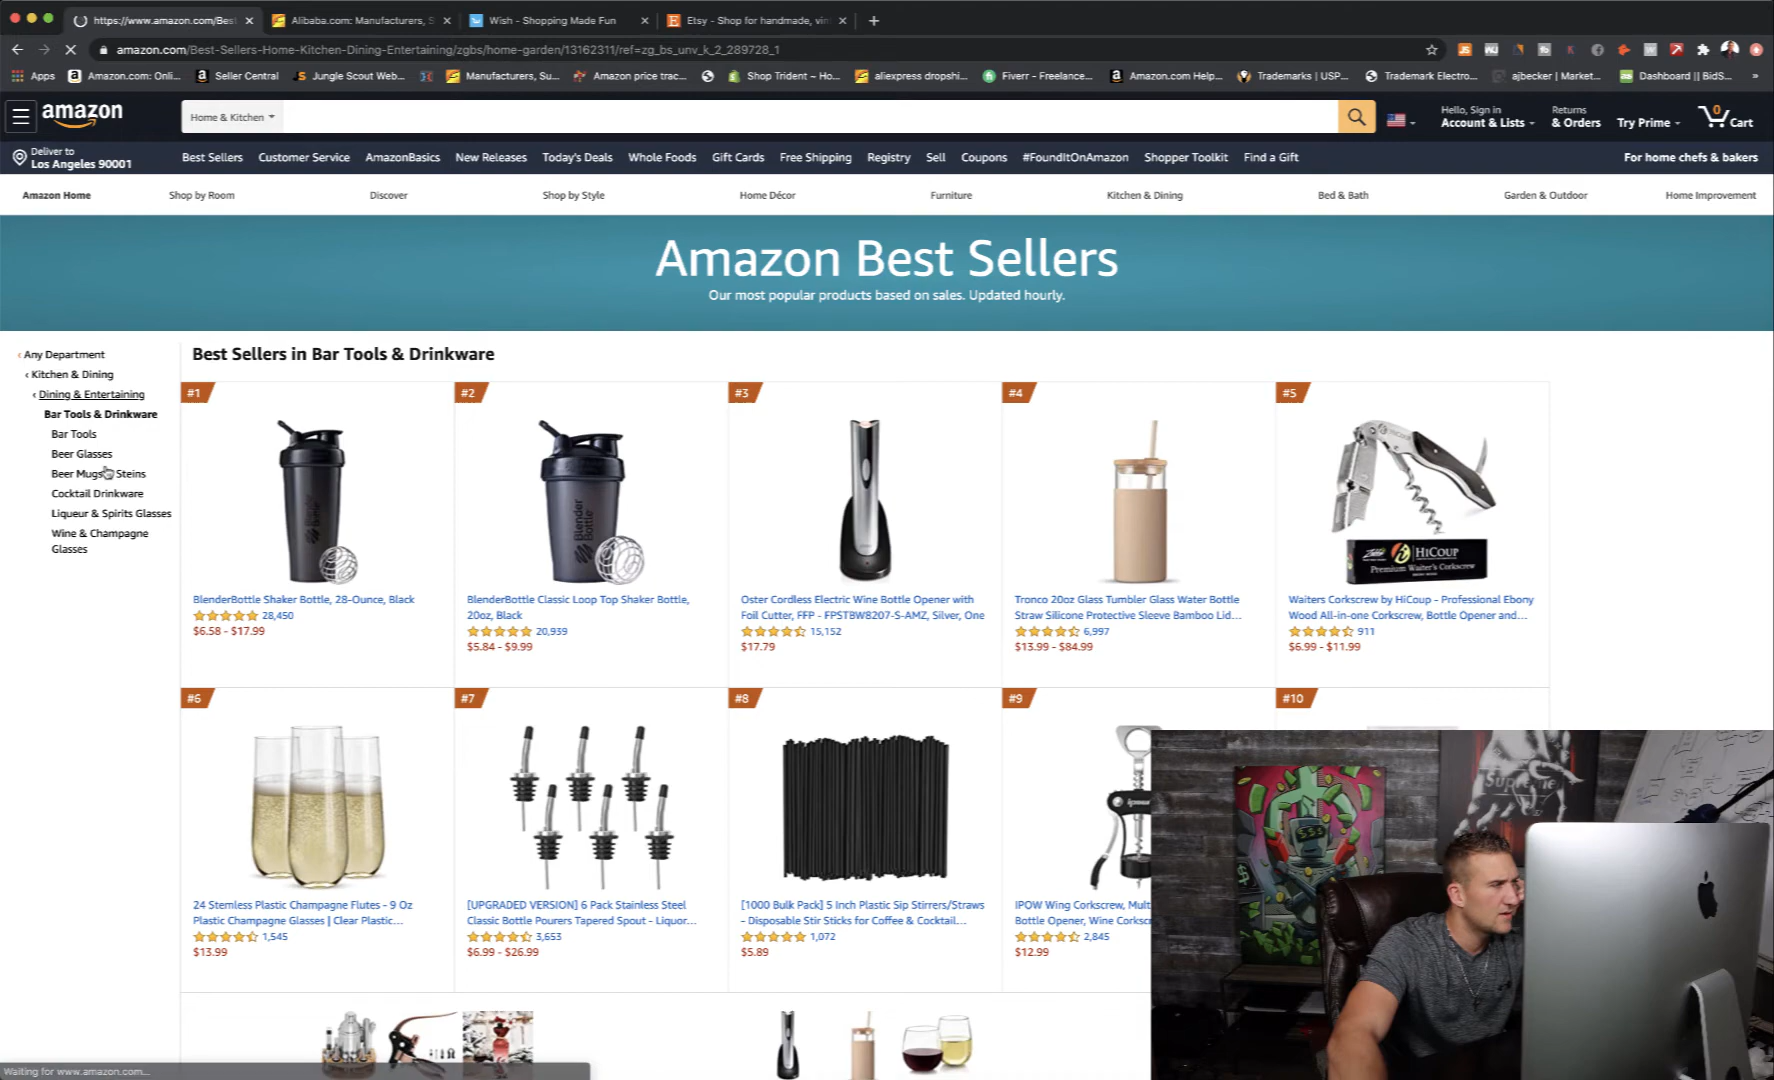 https://www.amazon.com/Best
Alibaba.com: Manufacturers, S
Wish - Shopping Made Fun
Etsy - Shop for handmade, vin
amazon.com/Best-Sellers-Home-Kitchen-Dining-Entertaining/zgbs/home-garden/13162311/ref=zg_bs_unv_k_2_289728_1
Apps
Amazon.com: Onli...
Seller Central
Jungle Scout Web...
Manufacturers, Su...
Amazon price trac...
Shop Trident ~ Ho...
aliexpress dropshi...
Fiverr - Freelance...
Amazon.com Help...
Trademarks | USP...
Trademark Electro...
ajbecker | Market...
Dashboard || BidS...
amazon
Home & Kitchen
Hello, Sign in
Account & Lists
Returns
& Orders
Try Prime
0
Cart
Deliver to
Los Angeles 90001
Best Sellers
Customer Service
AmazonBasics
New Releases
Today's Deals
Whole Foods
Gift Cards
Free Shipping
Registry
Sell
Coupons
#FoundItOnAmazon
Shopper Toolkit
Find a Gift
For home chefs & bakers
Amazon Home
Shop by Room
Discover
Shop by Style
Home Décor
Furniture
Kitchen & Dining
Bed & Bath
Garden & Outdoor
Home Improvement
Amazon Best Sellers
Our most popular products based on sales. Updated hourly.
‹ Any Department
‹ Kitchen & Dining
‹ Dining & Entertaining
Bar Tools & Drinkware
Bar Tools
Beer Glasses
Beer Mugs Steins
Cocktail Drinkware
Liqueur & Spirits Glasses
Wine & Champagne
Glasses
Best Sellers in Bar Tools & Drinkware
#1
BlenderBottle Shaker Bottle, 28-Ounce, Black
28,450
$6.58 - $17.99
#2
Blender
Bottle
BlenderBottle Classic Loop Top Shaker Bottle,
20oz, Black
20,939
$5.84 - $9.99
#3
Oster Cordless Electric Wine Bottle Opener with
Foil Cutter, FFP - FPSTBW8207-S-AMZ, Silver, One
15,152
$17.79
#4
Tronco 20oz Glass Tumbler Glass Water Bottle
Straw Silicone Protective Sleeve Bamboo Lid...
6,997
$13.99 - $84.99
#5
HiCoup
HICOUP
Premium Waiter's Corkscrew
Waiters Corkscrew by HiCoup - Professional Ebony
Wood All-in-one Corkscrew, Bottle Opener and...
911
$6.99 - $11.99
#6
24 Stemless Plastic Champagne Flutes - 9 Oz
Plastic Champagne Glasses | Clear Plastic...
1,545
$13.99
#7
[UPGRADED VERSION] 6 Pack Stainless Steel
Classic Bottle Pourers Tapered Spout - Liquor...
3,653
$6.99 - $26.99
#8
[1000 Bulk Pack] 5 Inch Plastic Sip Stirrers/Straws
- Disposable Stir Sticks for Coffee & Cocktail...
1,072
$5.89
#9
ipow
IPOW Wing Corkscrew, Mult
Bottle Opener, Wine Corksc
2,845
$12.99
#10
Supreme
$$$
Waiting for www.amazon.com...